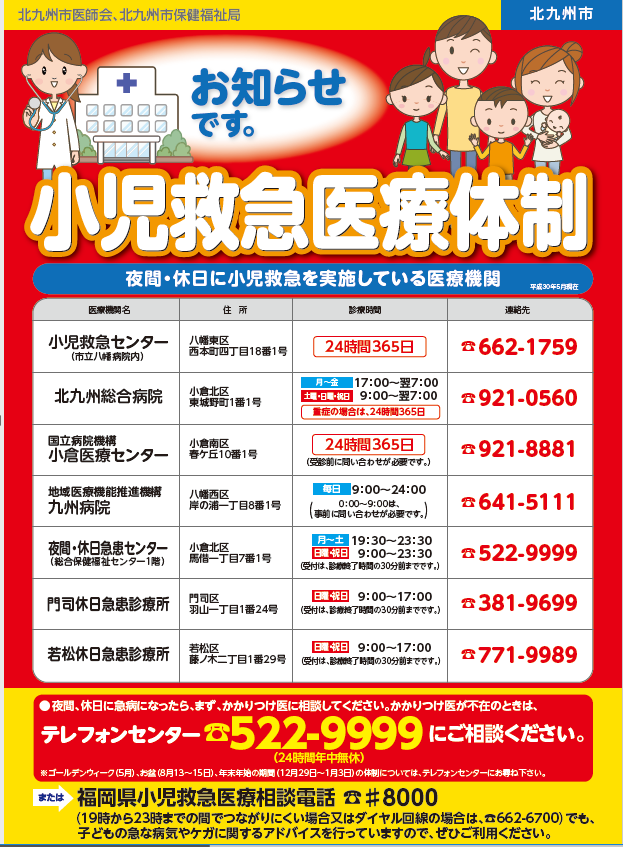 北九州市医師会、北九州市保健福祉局
北九州市
お知らせ
です。
小児救急医療体制
夜間・休日に小児救急を実施している医療機関
平成30年5月現在
医療機関名 住 所 診療時間 連絡先
小児救急センター
(市立八幡病院内)
八幡東区
西本町四丁目18番1号
24時間365日
☎662-1759
北九州総合病院
小倉北区
東城野町1番1号
月〜金 17:00〜翌7:00
土曜・日曜・祝日 9:00〜翌7:00
重症の場合は、24時間365日
☎921-0560
国立病院機構
小倉医療センター
小倉南区
春ケ丘10番1号
24時間365日
(受診前に問い合わせが必要です。)
☎921-8881
地域医療機能推進機構
九州病院
八幡西区
岸の浦一丁目8番1号
毎日 9:00〜24:00
(0:00〜9:00は、
事前に問い合わせが必要です。)
☎641-5111
夜間・休日急患センター
(総合保健福祉センター1階)
小倉北区
馬借一丁目7番1号
月〜土 19:30〜23:30
日曜・祝日 9:00〜23:30
(受付は、診療終了時間の30分前までです。)
☎522-9999
門司休日急患診療所
門司区
羽山一丁目1番24号
日曜・祝日 9:00〜17:00
(受付は、診療終了時間の30分前までです。)
☎381-9699
若松休日急患診療所
若松区
藤ノ木二丁目1番29号
日曜・祝日 9:00〜17:00
(受付は、診療終了時間の30分前までです。)
☎771-9989
●夜間、休日に急病になったら、まず、かかりつけ医に相談してください。かかりつけ医が不在のときは、
テレフォンセンター☎522-9999にご相談ください。
(24時間年中無休)
※ゴールデンウィーク(5月)、お盆(8月13〜15日)、年末年始の期間(12月29日〜1月3日)の体制については、テレフォンセンターにお尋ね下さい。
または 福岡県小児救急医療相談電話 ☎♯8000
(19時から23時までの間でつながりにくい場合又はダイヤル回線の場合は、☎662-6700)でも、
子どもの急な病気やケガに関するアドバイスを行っていますので、ぜひご利用ください。